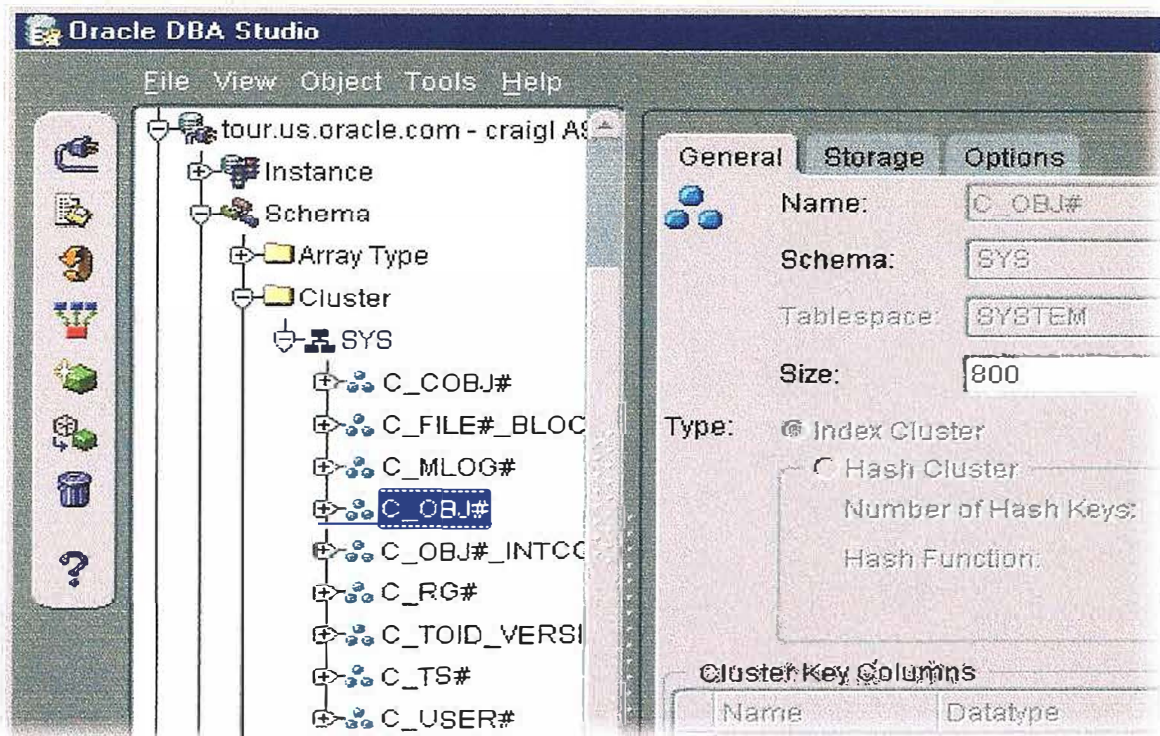 Oracle DBA Studio
File View Object Tools Help
tour.us.oracle.com - craigl AS
Instance
Schema
Array Type
Cluster
SYS
C_COBJ#
C_FILE#_BLOC
C_MLOG#
C_OBJ#
C_OBJ#_INTCO
C_RG#
C_TOID_VERSI
C_TS#
C_USER#
General Storage Options
Name: C_OBJ#
Schema: SYS
Tablespace: SYSTEM
Size: 800
Type: Index Cluster
Hash Cluster
Number of Hash Keys:
Hash Function:
Cluster Key Columns
Name Datatype